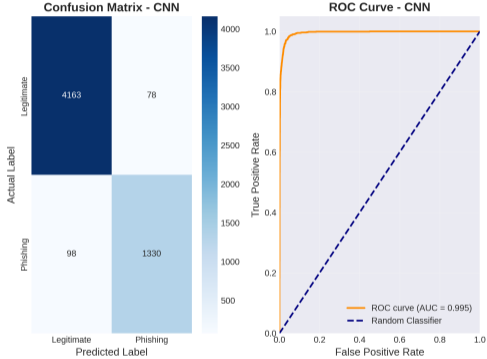 Confusion Matrix - CNN
Actual Label
Legitimate
Phishing
4163
78
98
1330
Legitimate
Phishing
Predicted Label
4000
3500
3000
2500
2000
1500
1000
500
ROC Curve - CNN
True Positive Rate
1.0
0.8
0.6
0.4
0.2
0.0
ROC curve (AUC = 0.995)
Random Classifier
0.0
0.2
0.4
0.6
0.8
1.0
False Positive Rate